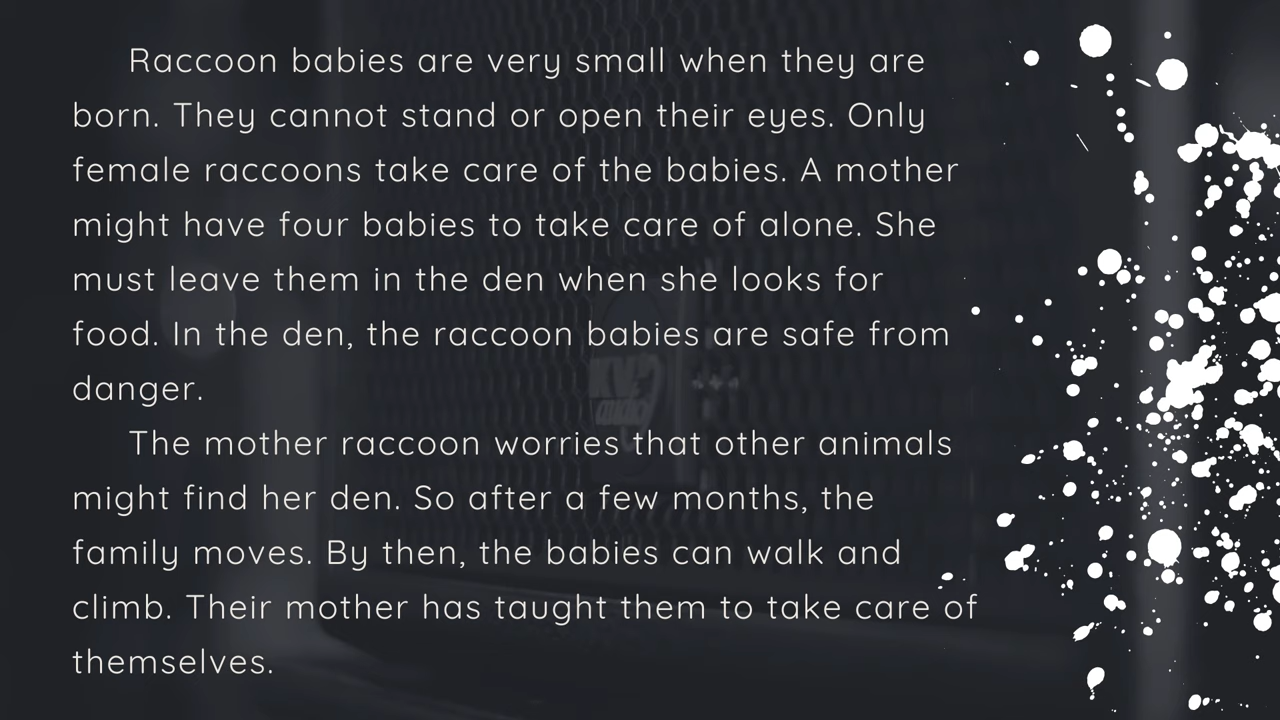 Raccoon babies are very small when they are
born. They cannot stand or open their eyes. Only
female raccoons take care of the babies. A mother
might have four babies to take care of alone. She
must leave them in the den when she looks for
food. In the den, the raccoon babies are safe from
danger.
The mother raccoon worries that other animals
might find her den. So after a few months, the
family moves. By then, the babies can walk and
climb. Their mother has taught them to take care of
themselves.
KV2
audio